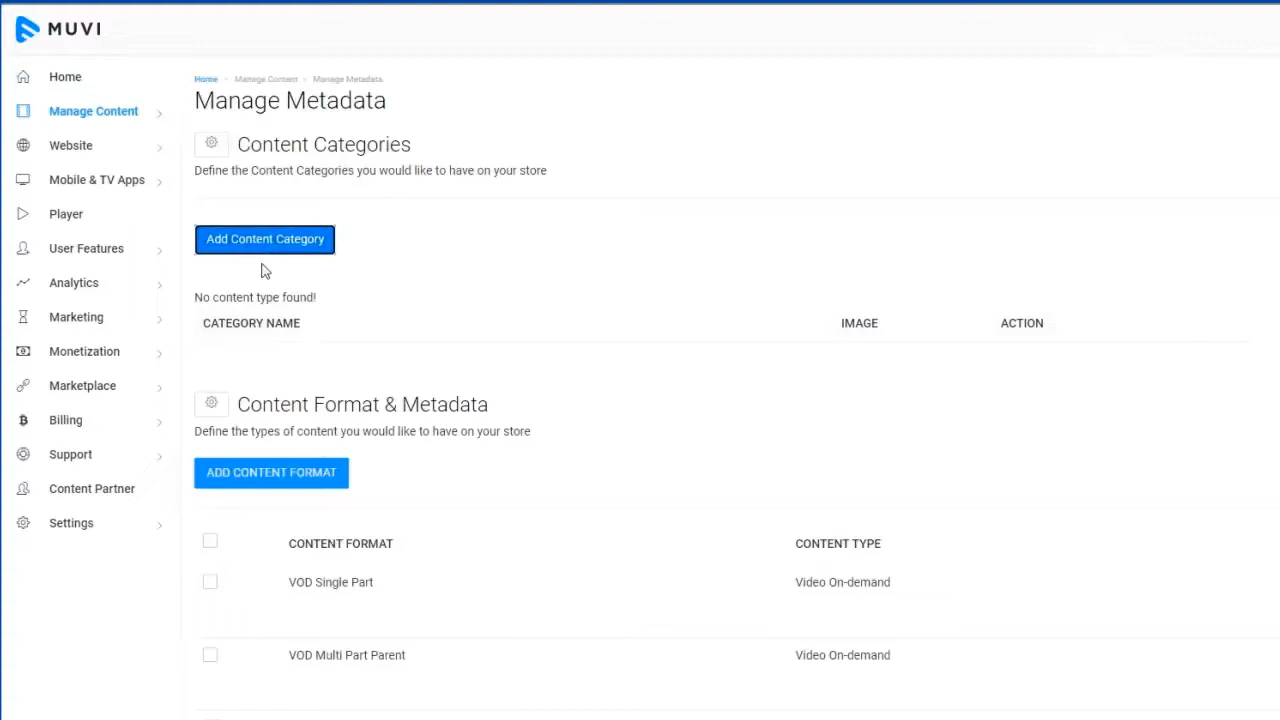 MUVI
Home
Manage Content
Website
Mobile & TV Apps
Player
User Features
Analytics
Marketing
Monetization
Marketplace
Billing
Support
Content Partner
Settings
Home > Manage Content > Manage Metadata
Manage Metadata
Content Categories
Define the Content Categories you would like to have on your store
Add Content Category
No content type found!
CATEGORY NAME IMAGE ACTION
Content Format & Metadata
Define the types of content you would like to have on your store
ADD CONTENT FORMAT
CONTENT FORMAT CONTENT TYPE
VOD Single Part Video On-demand
VOD Multi Part Parent Video On-demand